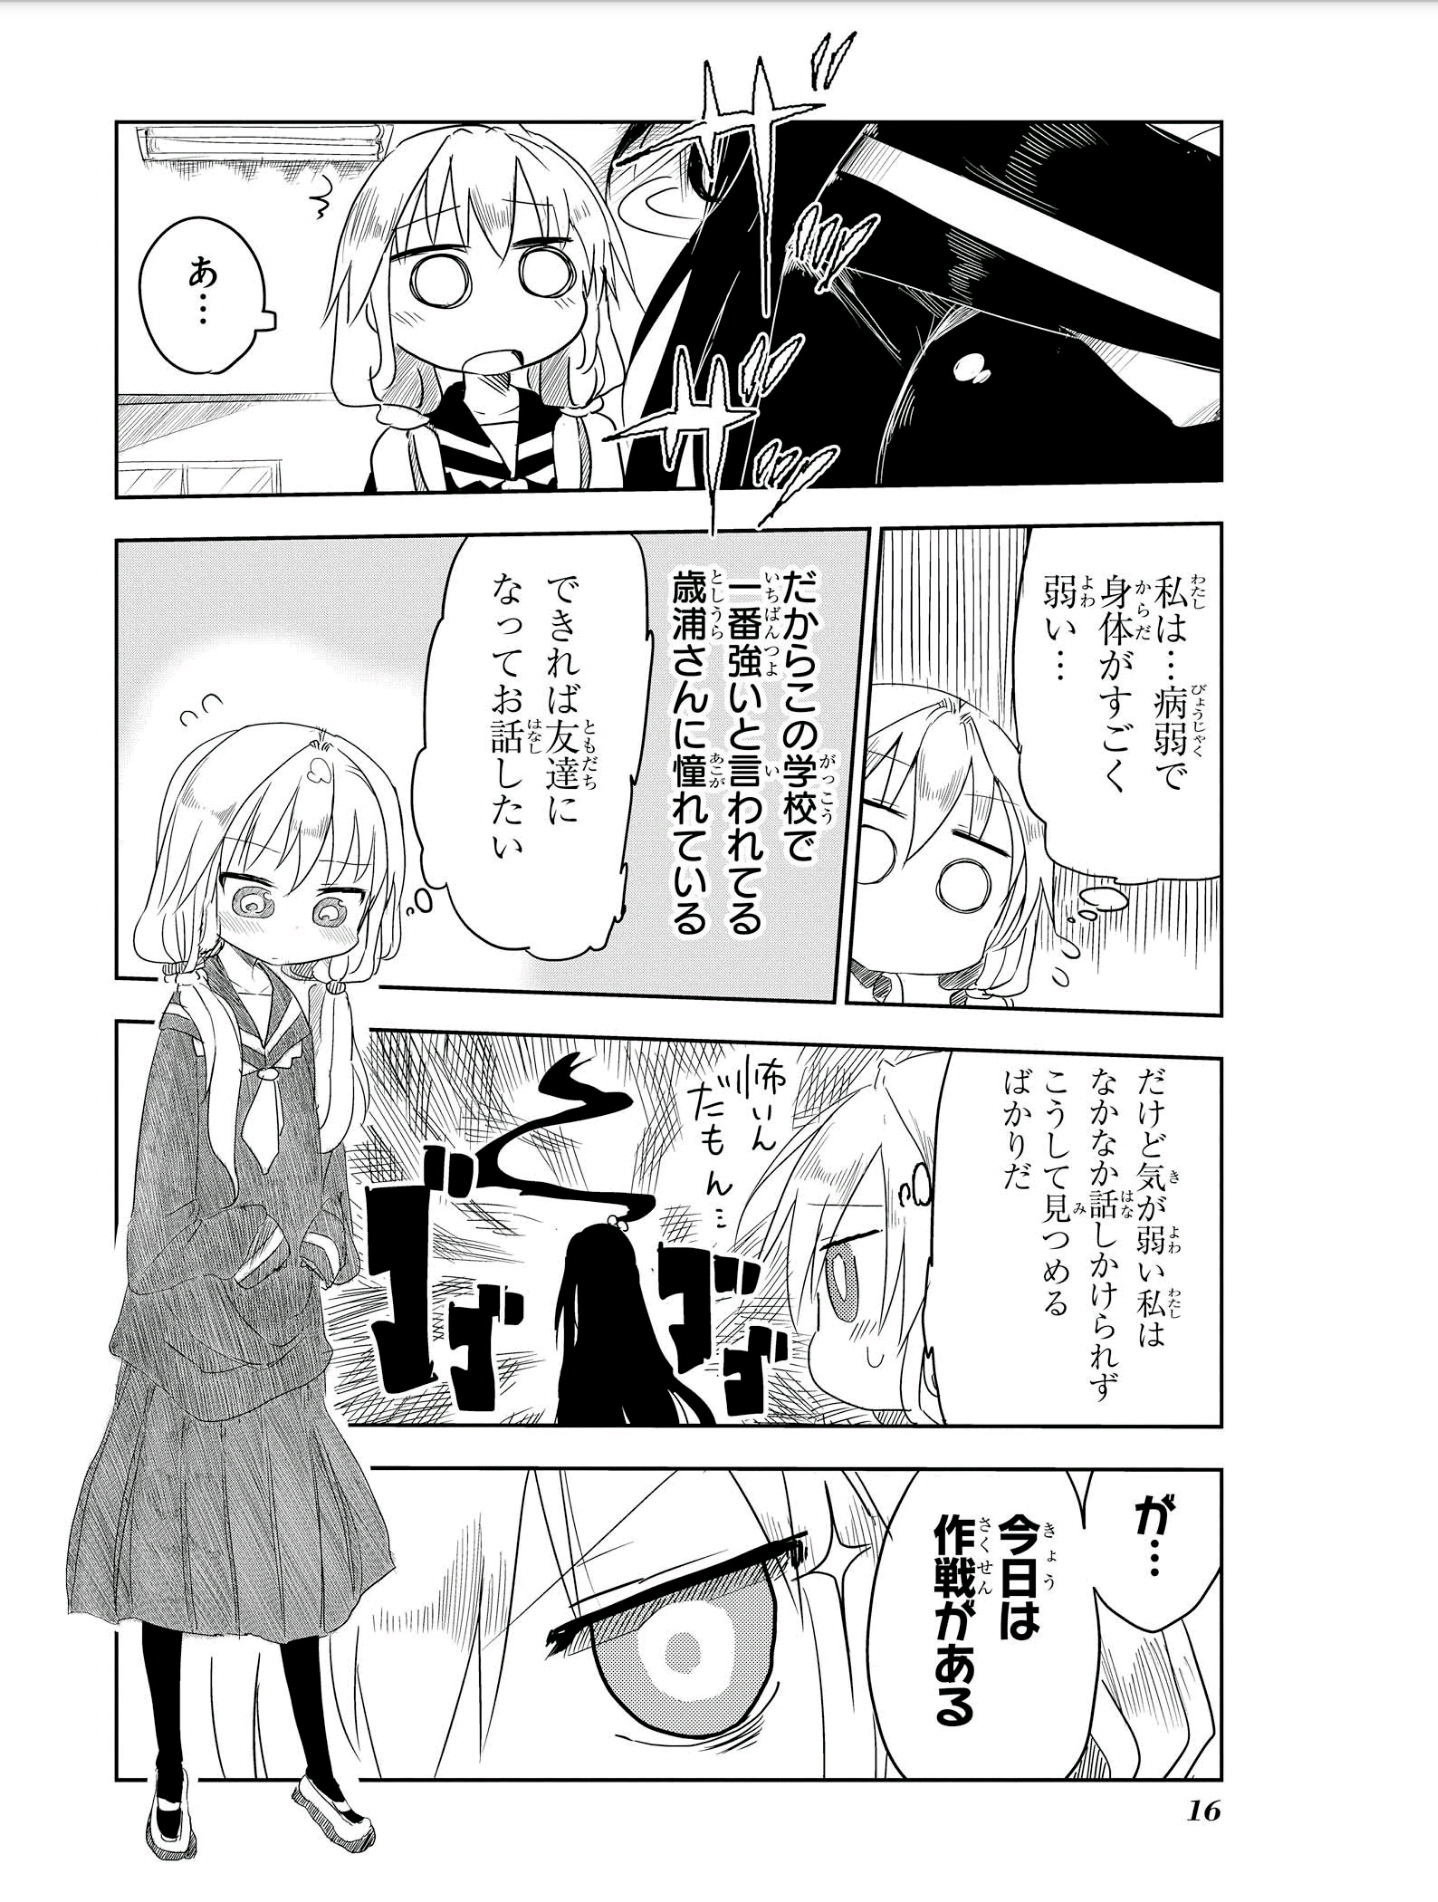 ザッ
ザッ
あ…
私は…病弱で
身体がすごく
弱い…
だからこの学校で
一番強いと言われてる
歳浦さんに憧れている
できれば友達に
なってお話したい
だけど気が弱い私は
なかなか話しかけられず
こうして見つめる
ばかりだ
怖いん
だもん…
ゴゴ
ゴゴ
が…
今日は
作戦がある
16